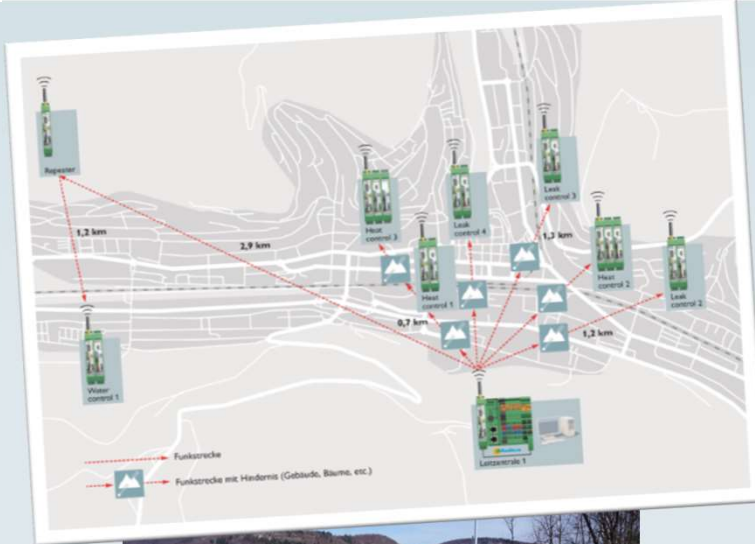 Repeater
1,2 km
2,9 km
Heat
control 3
Leak
control 4
Leak
control 3
1,3 km
Heat
control 1
Heat
control 2
Leak
control 2
0,7 km
1,2 km
Water
control 1
Leitzentrale 1
Funkstrecke
Funkstrecke mit Hindernis (Gebäude, Bäume, etc.)